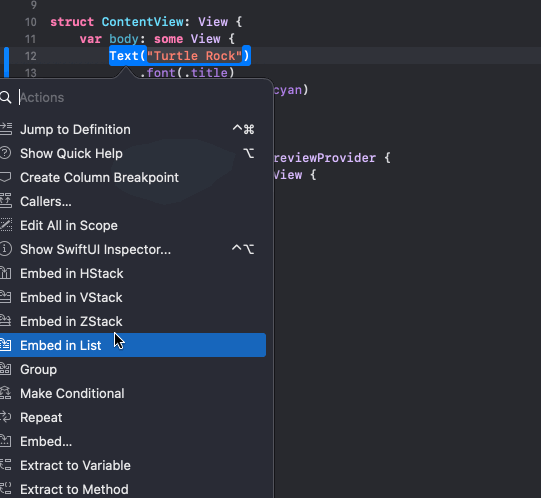 9
10 struct ContentView: View {
11 var body: some View {
12 Text("Turtle Rock")
13 .font(.title)
cyan)
reviewProvider {
View {
Actions
Jump to Definition ^⌘
Show Quick Help ⌥
Create Column Breakpoint
Callers...
Edit All in Scope
Show SwiftUI Inspector... ^⌥
Embed in HStack
Embed in VStack
Embed in ZStack
Embed in List
Group
Make Conditional
Repeat
Embed...
Extract to Variable
Extract to Method